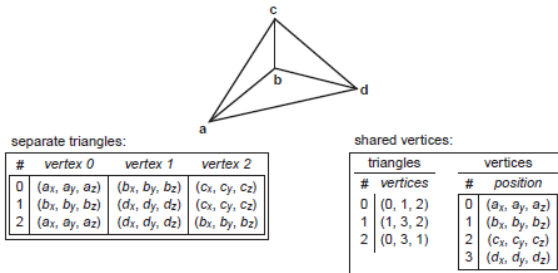 c
b
d
a
separate triangles:
# vertex 0 vertex 1 vertex 2
0 (ax, ay, az) (bx, by, bz) (cx, cy, cz)
1 (bx, by, bz) (dx, dy, dz) (cx, cy, cz)
2 (ax, ay, az) (dx, dy, dz) (bx, by, bz)
shared vertices:
triangles
# vertices
0 (0, 1, 2)
1 (1, 3, 2)
2 (0, 3, 1)
vertices
# position
0 (ax, ay, az)
1 (bx, by, bz)
2 (cx, cy, cz)
3 (dx, dy, dz)